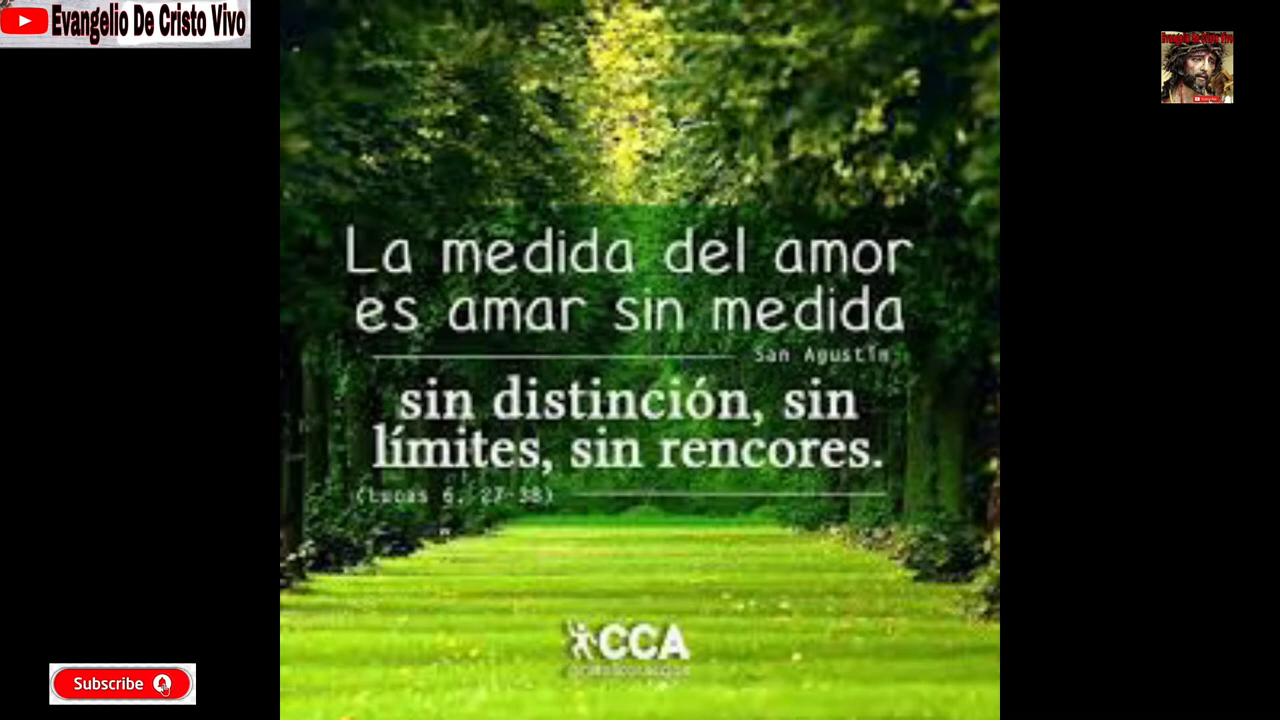 Evangelio De Cristo Vivo
La medida del amor
es amar sin medida
San Agustín
sin distinción, sin
límites, sin rencores.
(Lucas 6, 27-38)
CCA
Subscribe